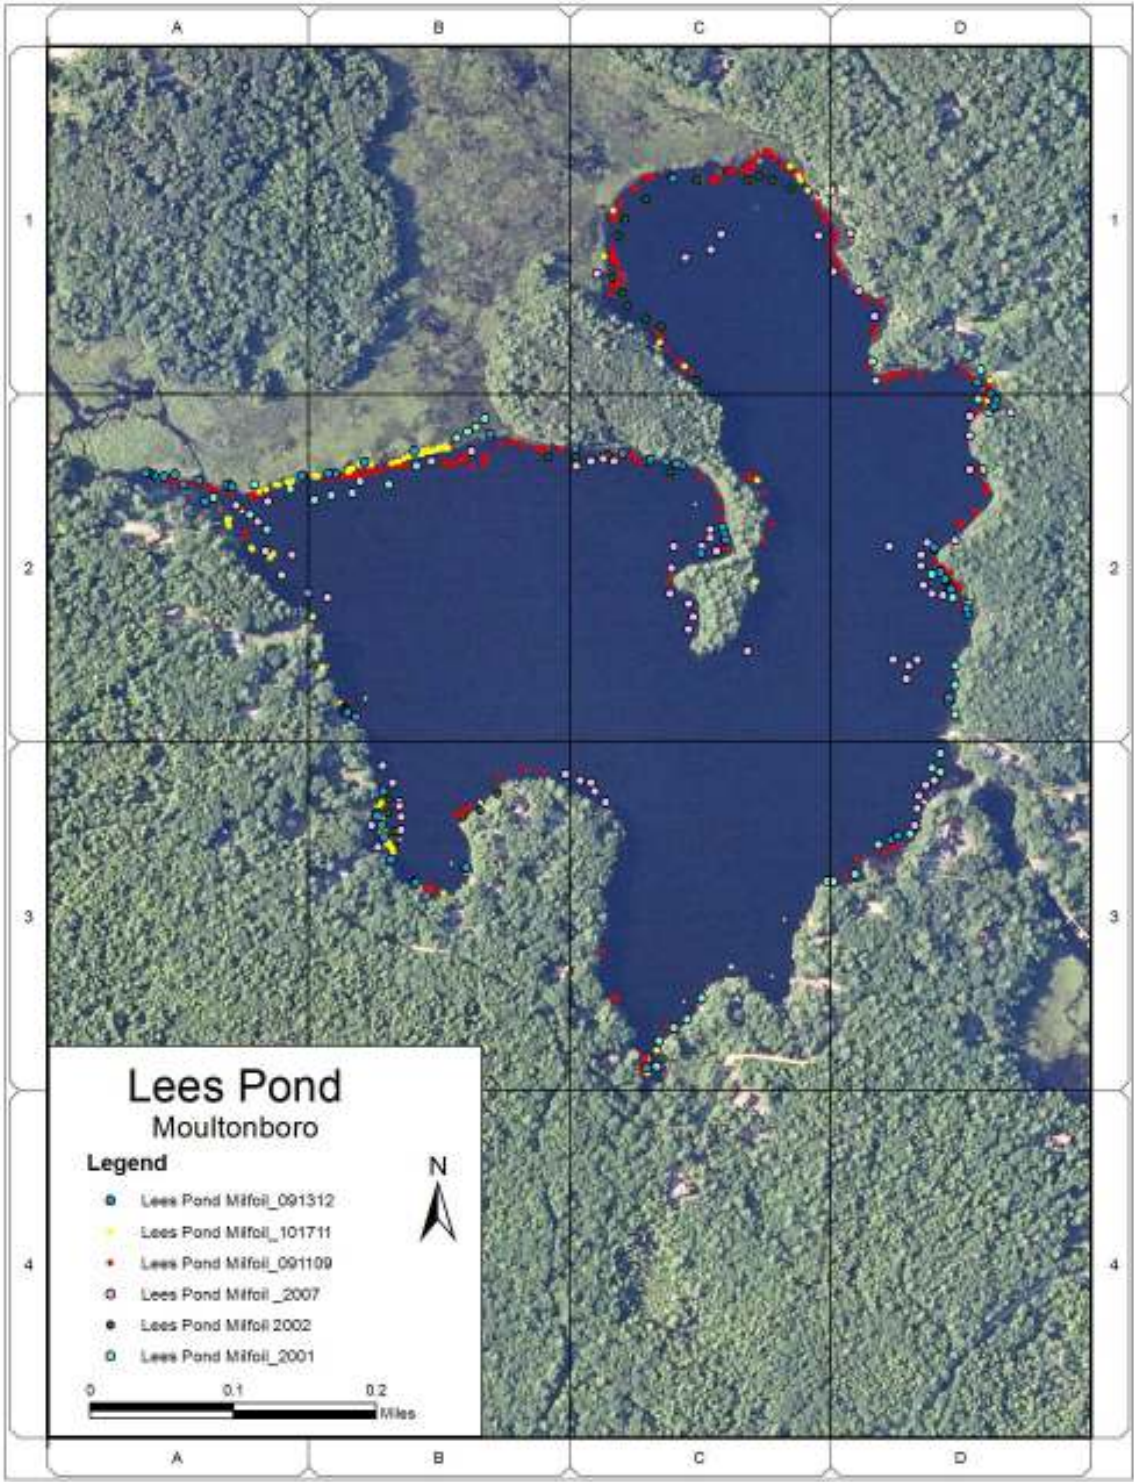 A B C D
1 1
2 2
3 3
Lees Pond
Moultonboro
Legend
N
Lees Pond Milfoil_091312
Lees Pond Milfoil_101711
Lees Pond Milfoil_091109
4 4
Lees Pond Milfoil _2007
Lees Pond Milfoil 2002
Lees Pond Milfoil_2001
0 0.1 0.2
Miles
A B C D